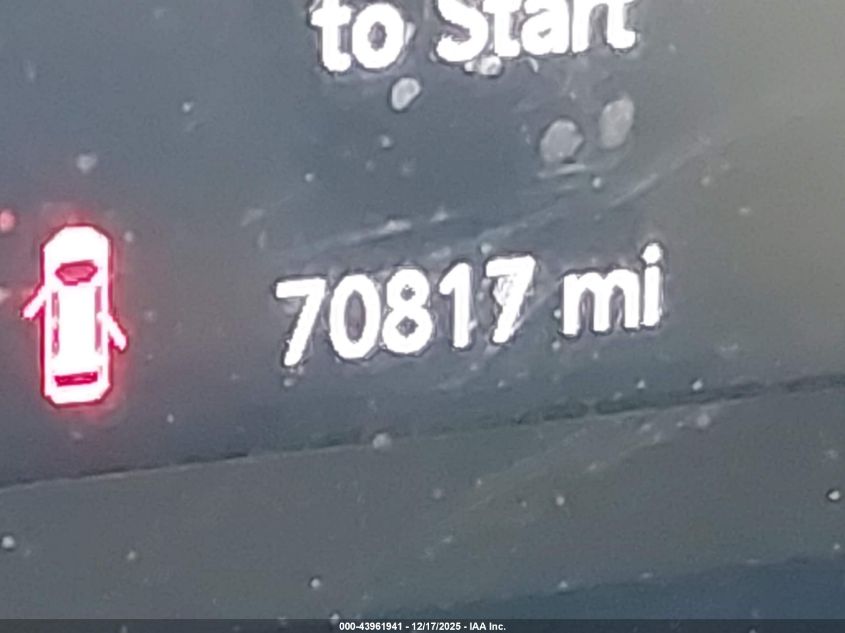 to Start
70817 mi
000-43961941 - 12/17/2025 - IAA Inc.